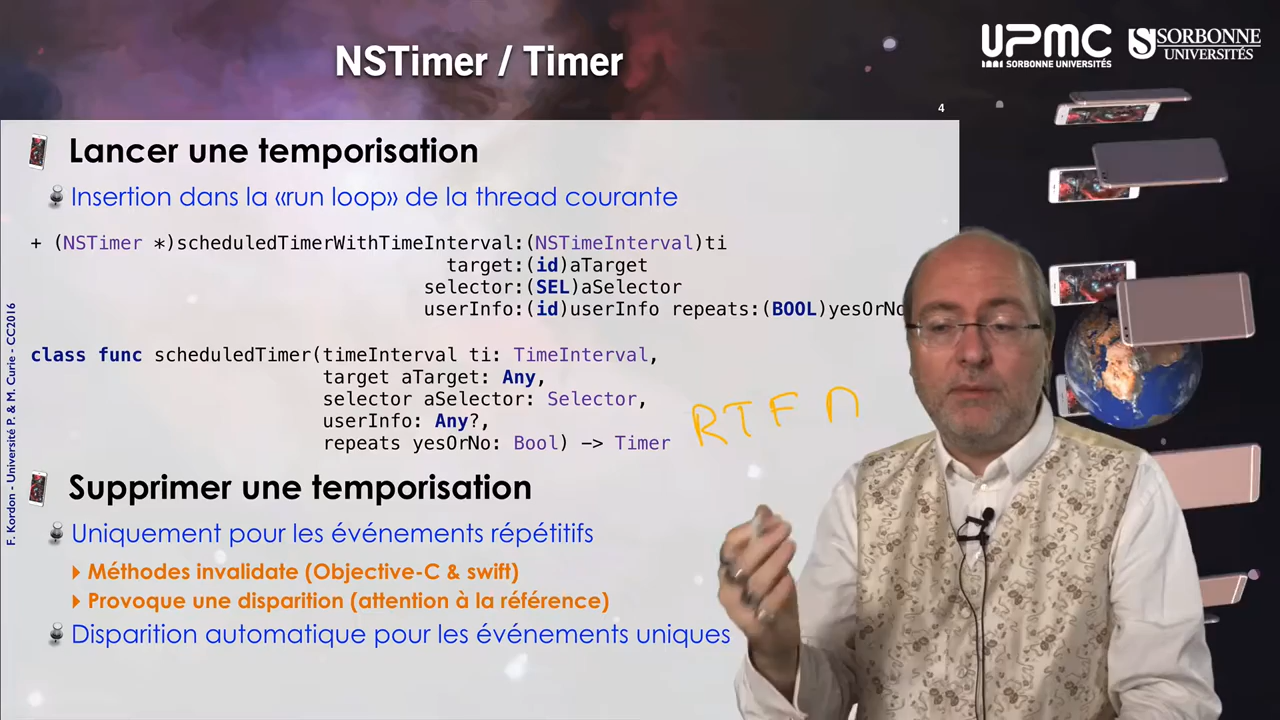 NSTimer / Timer
UPMC
SORBONNE UNIVERSITÉS
SORBONNE
UNIVERSITÉS
4
Lancer une temporisation
Insertion dans la «run loop» de la thread courante
+ (NSTimer *)scheduledTimerWithTimeInterval:(NSTimeInterval)ti
target:(id)aTarget
selector:(SEL)aSelector
userInfo:(id)userInfo repeats:(BOOL)yesOrNo
class func scheduledTimer(timeInterval ti: TimeInterval,
target aTarget: Any,
selector aSelector: Selector,
userInfo: Any?,
repeats yesOrNo: Bool) -> Timer
RTFM
Supprimer une temporisation
Uniquement pour les événements répétitifs
Méthodes invalidate (Objective-C & swift)
Provoque une disparition (attention à la référence)
Disparition automatique pour les événements uniques
F. Kordon - Université P. & M. Curie - CC2016